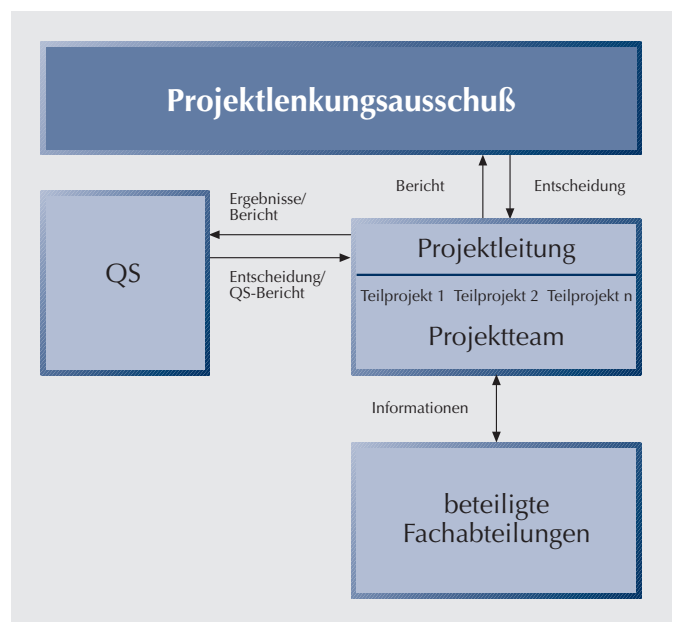 Projektlenkungsausschuß
Bericht
Entscheidung
Ergebnisse/
Bericht
QS
Entscheidung/
QS-Bericht
Projektleitung
Teilprojekt 1 Teilprojekt 2 Teilprojekt n
Projektteam
Informationen
beteiligte
Fachabteilungen